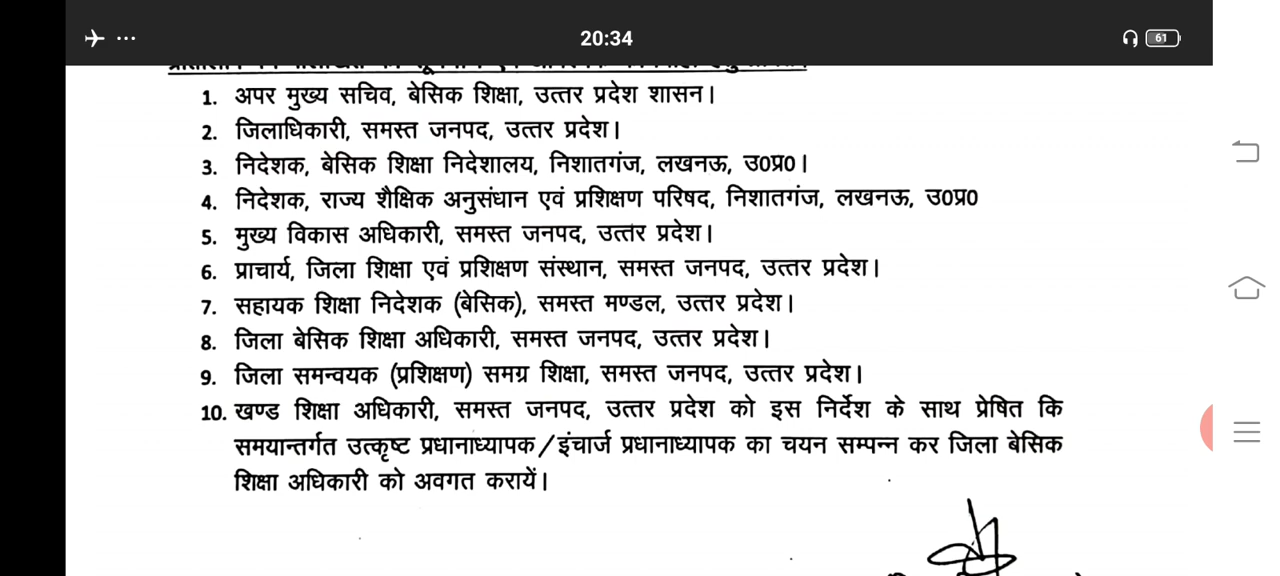 20:34
61
1. अपर मुख्य सचिव, बेसिक शिक्षा, उत्तर प्रदेश शासन।
2. जिलाधिकारी, समस्त जनपद, उत्तर प्रदेश।
3. निदेशक, बेसिक शिक्षा निदेशालय, निशातगंज, लखनऊ, उ0प्र0।
4. निदेशक, राज्य शैक्षिक अनुसंधान एवं प्रशिक्षण परिषद, निशातगंज, लखनऊ, उ0प्र0
5. मुख्य विकास अधिकारी, समस्त जनपद, उत्तर प्रदेश।
6. प्राचार्य, जिला शिक्षा एवं प्रशिक्षण संस्थान, समस्त जनपद, उत्तर प्रदेश।
7. सहायक शिक्षा निदेशक (बेसिक), समस्त मण्डल, उत्तर प्रदेश।
8. जिला बेसिक शिक्षा अधिकारी, समस्त जनपद, उत्तर प्रदेश।
9. जिला समन्वयक (प्रशिक्षण) समग्र शिक्षा, समस्त जनपद, उत्तर प्रदेश।
10. खण्ड शिक्षा अधिकारी, समस्त जनपद, उत्तर प्रदेश को इस निर्देश के साथ प्रेषित कि
समयान्तर्गत उत्कृष्ट प्रधानाध्यापक/इंचार्ज प्रधानाध्यापक का चयन सम्पन्न कर जिला बेसिक
शिक्षा अधिकारी को अवगत करायें।